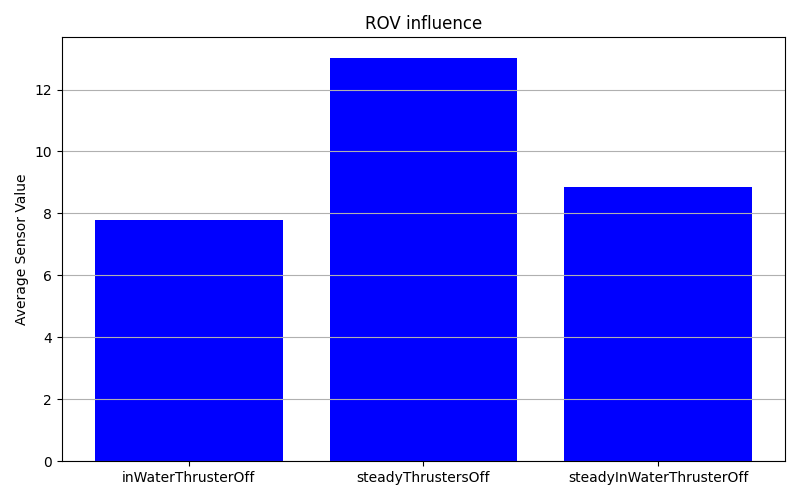 ROV influence
Average Sensor Value
12
10
8
6
4
2
0
inWaterThrusterOff
steadyThrustersOff
steadyInWaterThrusterOff